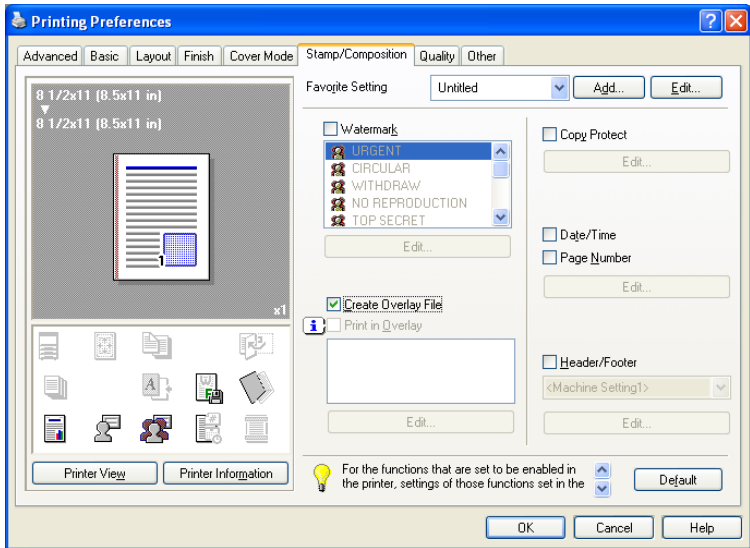 Printing Preferences
Advanced Basic Layout Finish Cover Mode Stamp/Composition Quality Other
8 1/2x11 (8.5x11 in)
8 1/2x11 (8.5x11 in)
1
x1
Printer View Printer Information
Favorite Setting Untitled Add... Edit...
Watermark
URGENT
CIRCULAR
WITHDRAW
NO REPRODUCTION
TOP SECRET
Edit...
Create Overlay File
Print in Overlay
Edit...
Copy Protect
Edit...
Date/Time
Page Number
Edit...
Header/Footer
<Machine Setting1>
Edit...
For the functions that are set to be enabled in
the printer, settings of those functions set in the
Default
OK Cancel Help